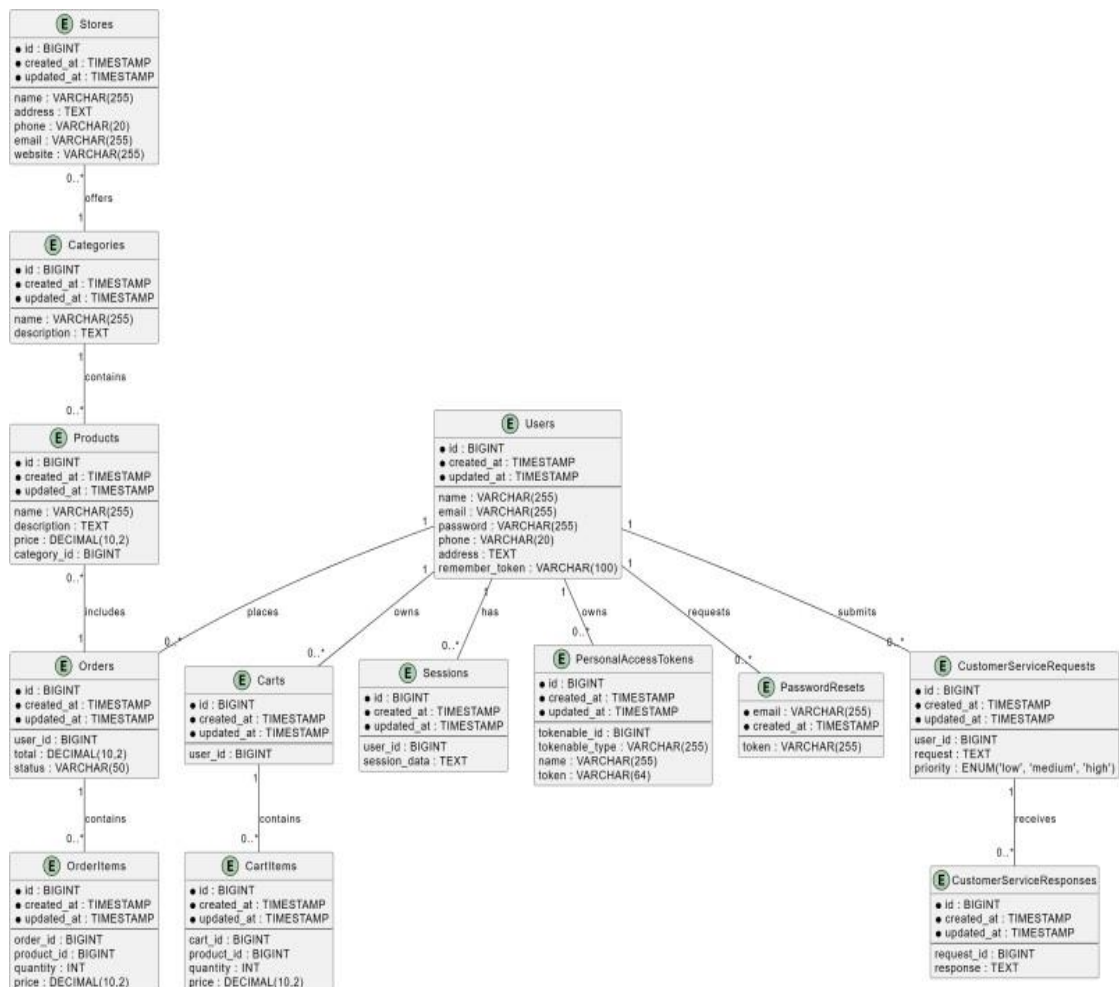 E Stores
id : BIGINT
created_at : TIMESTAMP
updated_at : TIMESTAMP
name : VARCHAR(255)
address : TEXT
phone : VARCHAR(20)
email : VARCHAR(255)
website : VARCHAR(255)
0..*
offers
1
E Categories
id : BIGINT
created_at : TIMESTAMP
updated_at : TIMESTAMP
name : VARCHAR(255)
description : TEXT
1
contains
0..*
E Products
id : BIGINT
created_at : TIMESTAMP
updated_at : TIMESTAMP
name : VARCHAR(255)
description : TEXT
price : DECIMAL(10,2)
category_id : BIGINT
0..*
includes
1
E Users
id : BIGINT
created_at : TIMESTAMP
updated_at : TIMESTAMP
name : VARCHAR(255)
email : VARCHAR(255)
password : VARCHAR(255)
phone : VARCHAR(20)
address : TEXT
remember_token : VARCHAR(100)
1
places
0..*
1
owns
0..*
1
has
0..*
1
owns
0..*
1
requests
0..*
1
submits
0..*
E Orders
id : BIGINT
created_at : TIMESTAMP
updated_at : TIMESTAMP
user_id : BIGINT
total : DECIMAL(10,2)
status : VARCHAR(50)
1
contains
0..*
E Carts
id : BIGINT
created_at : TIMESTAMP
updated_at : TIMESTAMP
user_id : BIGINT
1
contains
0..*
E Sessions
id : BIGINT
created_at : TIMESTAMP
updated_at : TIMESTAMP
user_id : BIGINT
session_data : TEXT
E PersonalAccessTokens
id : BIGINT
created_at : TIMESTAMP
updated_at : TIMESTAMP
tokenable_id : BIGINT
tokenable_type : VARCHAR(255)
name : VARCHAR(255)
token : VARCHAR(64)
E PasswordResets
email : VARCHAR(255)
created_at : TIMESTAMP
token : VARCHAR(255)
E CustomerServiceRequests
id : BIGINT
created_at : TIMESTAMP
updated_at : TIMESTAMP
user_id : BIGINT
request : TEXT
priority : ENUM('low', 'medium', 'high')
1
receives
0..*
E OrderItems
id : BIGINT
created_at : TIMESTAMP
updated_at : TIMESTAMP
order_id : BIGINT
product_id : BIGINT
quantity : INT
price : DECIMAL(10,2)
E CartItems
id : BIGINT
created_at : TIMESTAMP
updated_at : TIMESTAMP
cart_id : BIGINT
product_id : BIGINT
quantity : INT
price : DECIMAL(10,2)
E CustomerServiceResponses
id : BIGINT
created_at : TIMESTAMP
updated_at : TIMESTAMP
request_id : BIGINT
response : TEXT